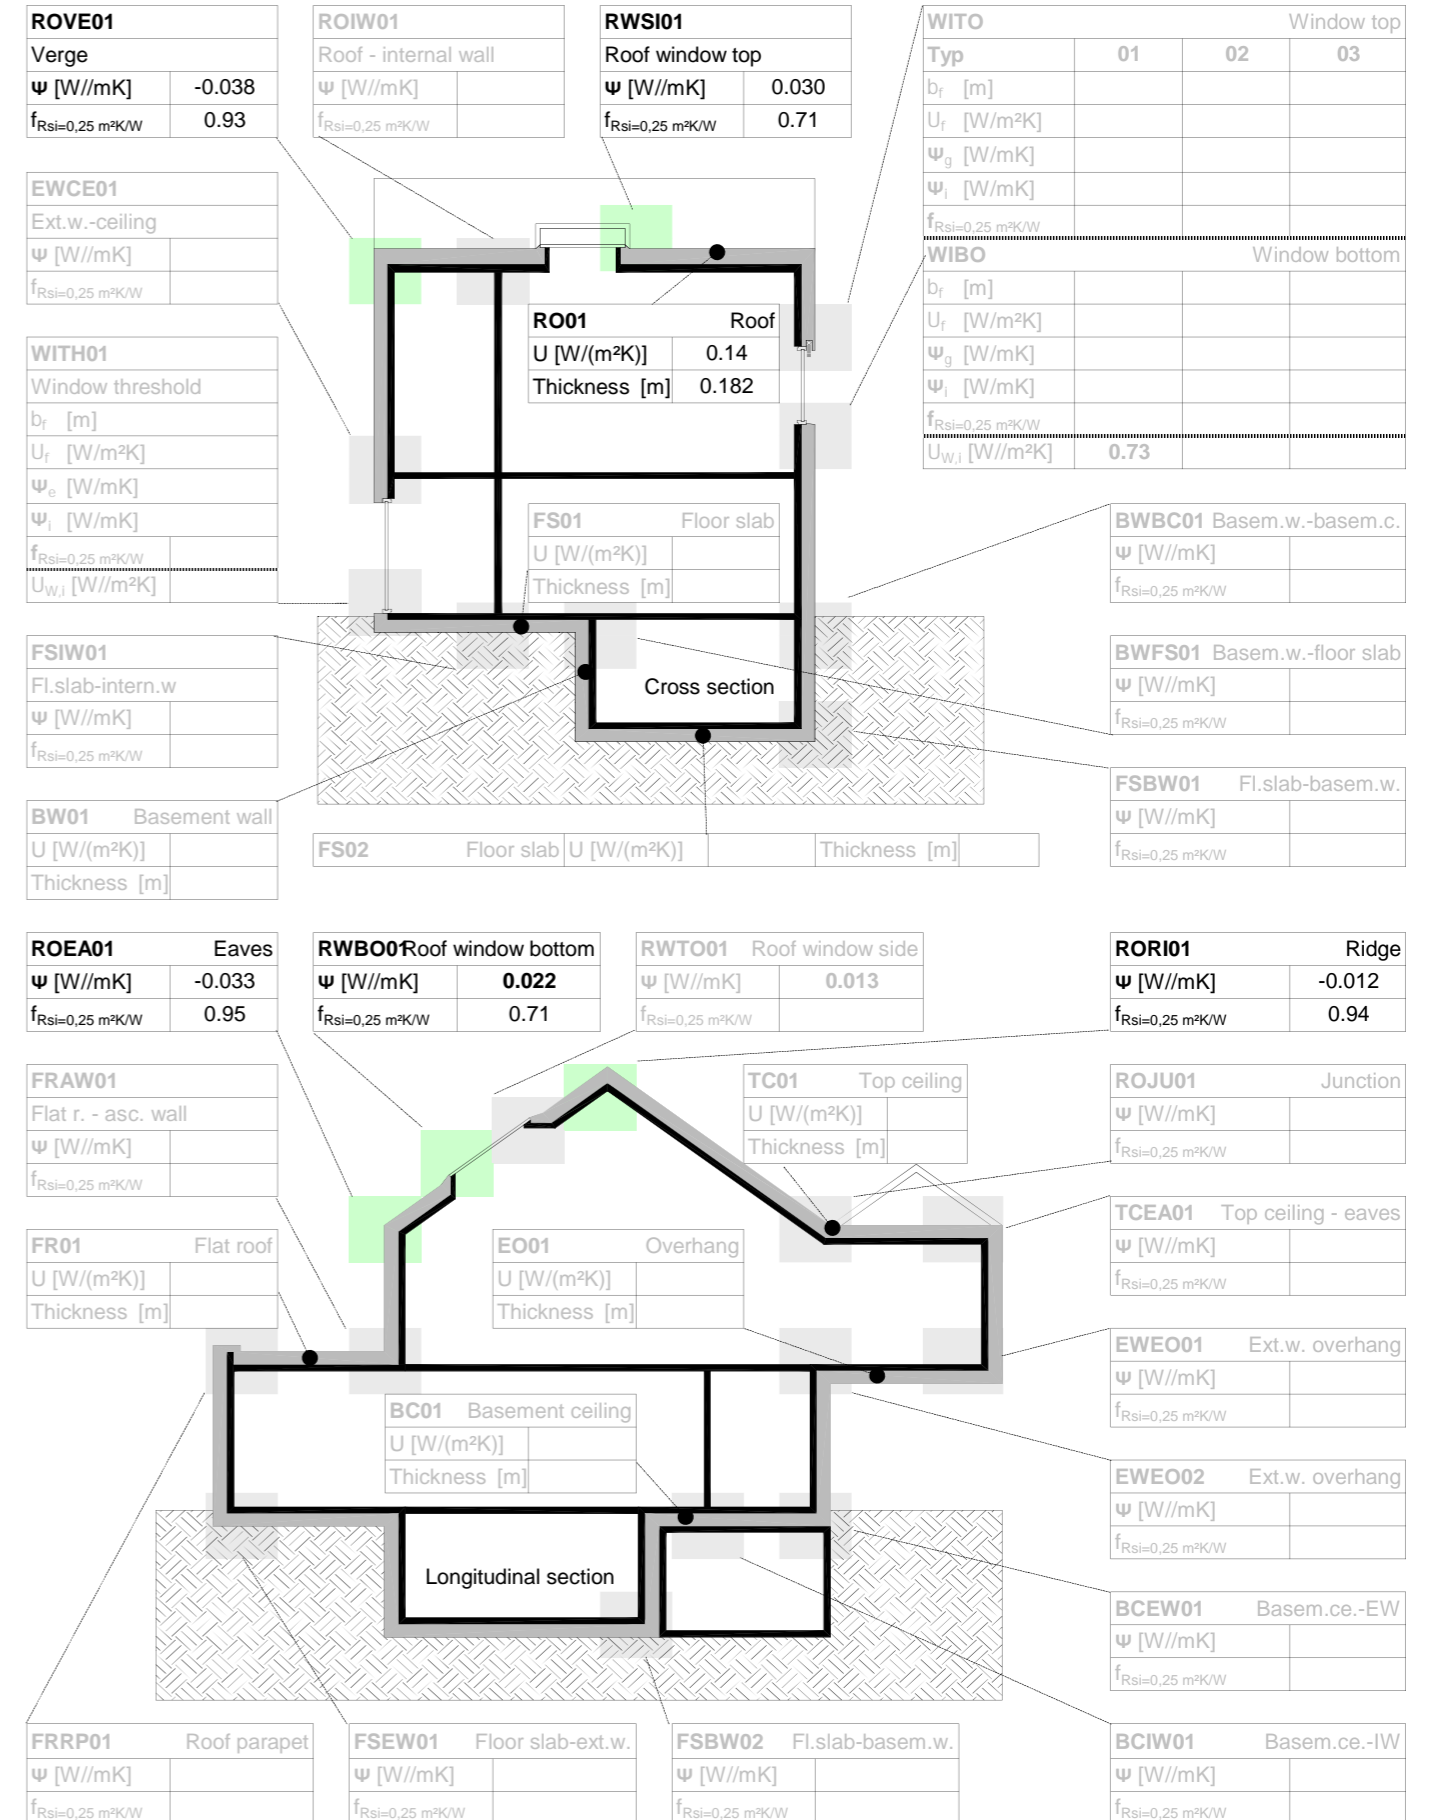 ROVE01
Verge
Ψ [W//mK] -0.038
fRsi=0,25 m²K/W 0.93
ROIW01
Roof - internal wall
Ψ [W//mK]
fRsi=0,25 m²K/W
RWSI01
Roof window top
Ψ [W//mK] 0.030
fRsi=0,25 m²K/W 0.71
WITO Window top
Typ 01 02 03
bf [m]
Uf [W/m²K]
Ψg [W/mK]
Ψi [W/mK]
fRsi=0,25 m²K/W
WIBO Window bottom
bf [m]
Uf [W/m²K]
Ψg [W/mK]
Ψi [W/mK]
fRsi=0,25 m²K/W
UW,i [W//m²K] 0.73
EWCE01
Ext.w.-ceiling
Ψ [W//mK]
fRsi=0,25 m²K/W
RO01 Roof
U [W/(m²K)] 0.14
Thickness [m] 0.182
WITH01
Window threshold
bf [m]
Uf [W/m²K]
Ψe [W/mK]
Ψi [W/mK]
fRsi=0,25 m²K/W
UW,i [W//m²K]
FS01 Floor slab
U [W/(m²K)]
Thickness [m]
BWBC01 Basem.w.-basem.c.
Ψ [W//mK]
fRsi=0,25 m²K/W
FSIW01
Fl.slab-intern.w
Ψ [W//mK]
fRsi=0,25 m²K/W
Cross section
BWFS01 Basem.w.-floor slab
Ψ [W//mK]
fRsi=0,25 m²K/W
FSBW01 Fl.slab-basem.w.
Ψ [W//mK]
fRsi=0,25 m²K/W
BW01 Basement wall
U [W/(m²K)]
Thickness [m]
FS02 Floor slab U [W/(m²K)] Thickness [m]
ROEA01 Eaves
Ψ [W//mK] -0.033
fRsi=0,25 m²K/W 0.95
RWBO01 Roof window bottom
Ψ [W//mK] 0.022
fRsi=0,25 m²K/W 0.71
RWTO01 Roof window side
Ψ [W//mK] 0.013
fRsi=0,25 m²K/W
RORI01 Ridge
Ψ [W//mK] -0.012
fRsi=0,25 m²K/W 0.94
FRAW01
Flat r. - asc. wall
Ψ [W//mK]
fRsi=0,25 m²K/W
TC01 Top ceiling
U [W/(m²K)]
Thickness [m]
ROJU01 Junction
Ψ [W//mK]
fRsi=0,25 m²K/W
FR01 Flat roof
U [W/(m²K)]
Thickness [m]
EO01 Overhang
U [W/(m²K)]
Thickness [m]
TCEA01 Top ceiling - eaves
Ψ [W//mK]
fRsi=0,25 m²K/W
EWEO01 Ext.w. overhang
Ψ [W//mK]
fRsi=0,25 m²K/W
BC01 Basement ceiling
U [W/(m²K)]
Thickness [m]
EWEO02 Ext.w. overhang
Ψ [W//mK]
fRsi=0,25 m²K/W
Longitudinal section
BCEW01 Basem.ce.-EW
Ψ [W//mK]
fRsi=0,25 m²K/W
FRRP01 Roof parapet
Ψ [W//mK]
fRsi=0,25 m²K/W
FSEW01 Floor slab-ext.w.
Ψ [W//mK]
fRsi=0,25 m²K/W
FSBW02 Fl.slab-basem.w.
Ψ [W//mK]
fRsi=0,25 m²K/W
BCIW01 Basem.ce.-IW
Ψ [W//mK]
fRsi=0,25 m²K/W